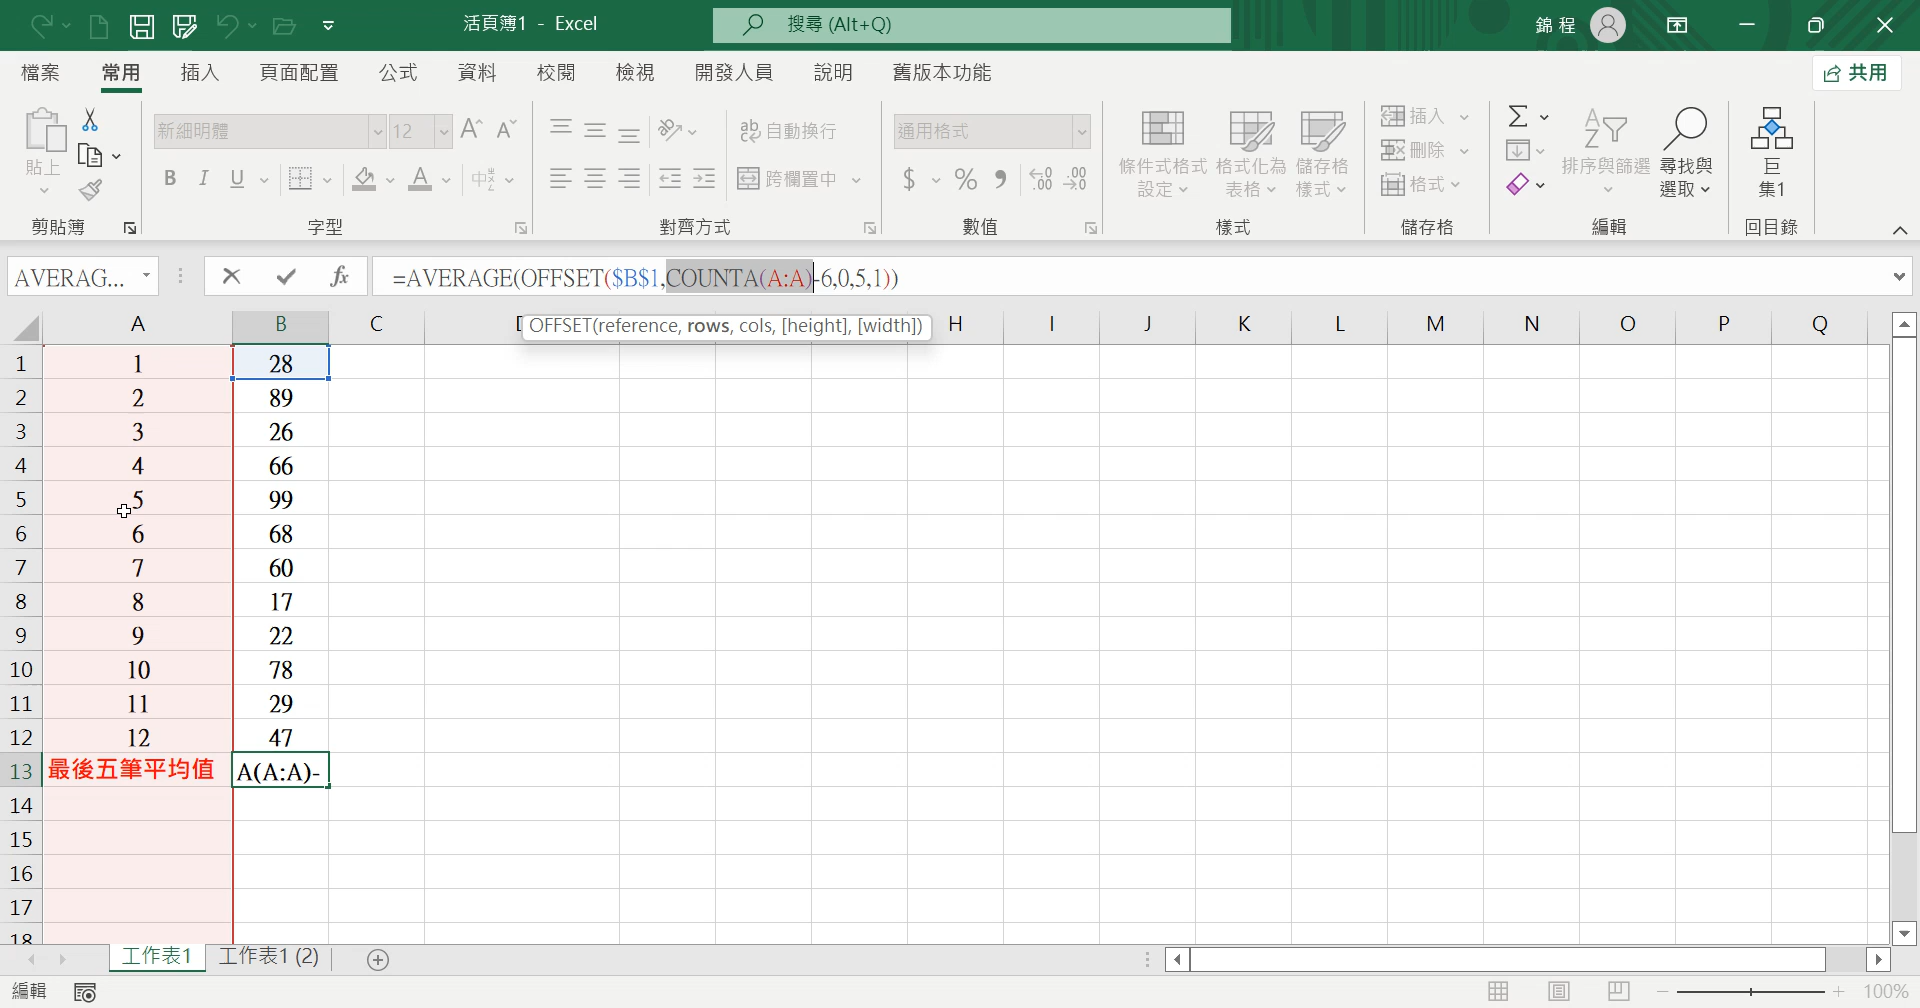 活頁簿1 - Excel
搜尋 (Alt+Q)
錦 程
檔案 常用 插入 頁面配置 公式 資料 校閱 檢視 開發人員 說明 舊版本功能
共用
貼上
剪貼簿
新細明體 12
B I U
字型
自動換行
跨欄置中
對齊方式
通用格式
$ %
數值
條件式格式設定
格式化為表格
儲存格樣式
樣式
插入
刪除
格式
儲存格
排序與篩選
尋找與選取
編輯
巨集1
回目錄
AVERAG... fx =AVERAGE(OFFSET($B$1,COUNTA(A:A)-6,0,5,1))
OFFSET(reference, rows, cols, [height], [width])
A B C H I J K L M N O P Q
1 1 28
2 2 89
3 3 26
4 4 66
5 5 99
6 6 68
7 7 60
8 8 17
9 9 22
10 10 78
11 11 29
12 12 47
13 最後五筆平均值 A(A:A)-
14
15
16
17
18
工作表1 工作表1 (2)
編輯
100%